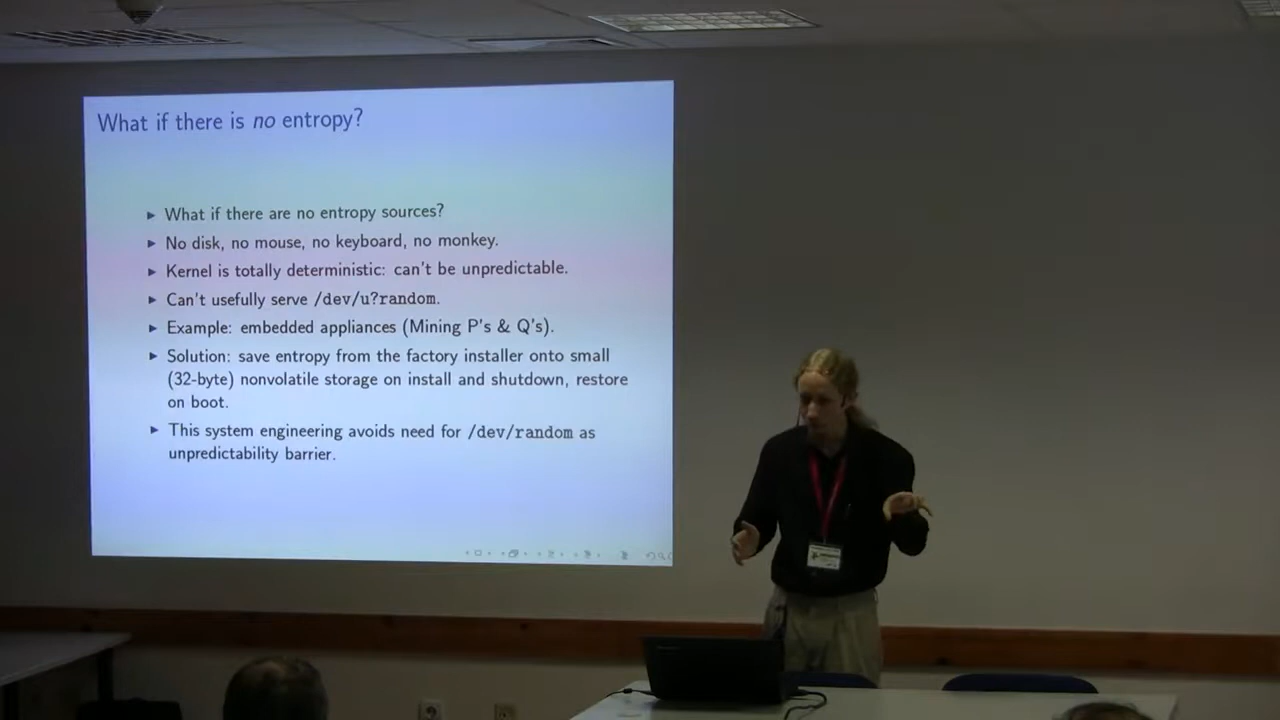 What if there is no entropy?
▶ What if there are no entropy sources?
▶ No disk, no mouse, no keyboard, no monkey.
▶ Kernel is totally deterministic: can't be unpredictable.
▶ Can't usefully serve /dev/u?random.
▶ Example: embedded appliances (Mining P's & Q's).
▶ Solution: save entropy from the factory installer onto small
(32-byte) nonvolatile storage on install and shutdown, restore
on boot.
▶ This system engineering avoids need for /dev/random as
unpredictability barrier.